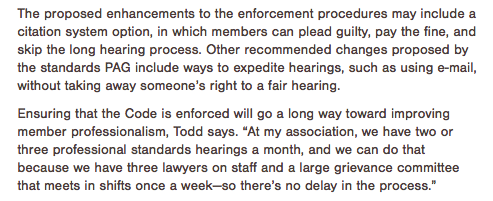 The proposed enhancements to the enforcement procedures may include a
citation system option, in which members can plead guilty, pay the fine, and
skip the long hearing process. Other recommended changes proposed by
the standards PAG include ways to expedite hearings, such as using e-mail,
without taking away someone’s right to a fair hearing.
Ensuring that the Code is enforced will go a long way toward improving
member professionalism, Todd says. “At my association, we have two or
three professional standards hearings a month, and we can do that
because we have three lawyers on staff and a large grievance committee
that meets in shifts once a week—so there’s no delay in the process.”